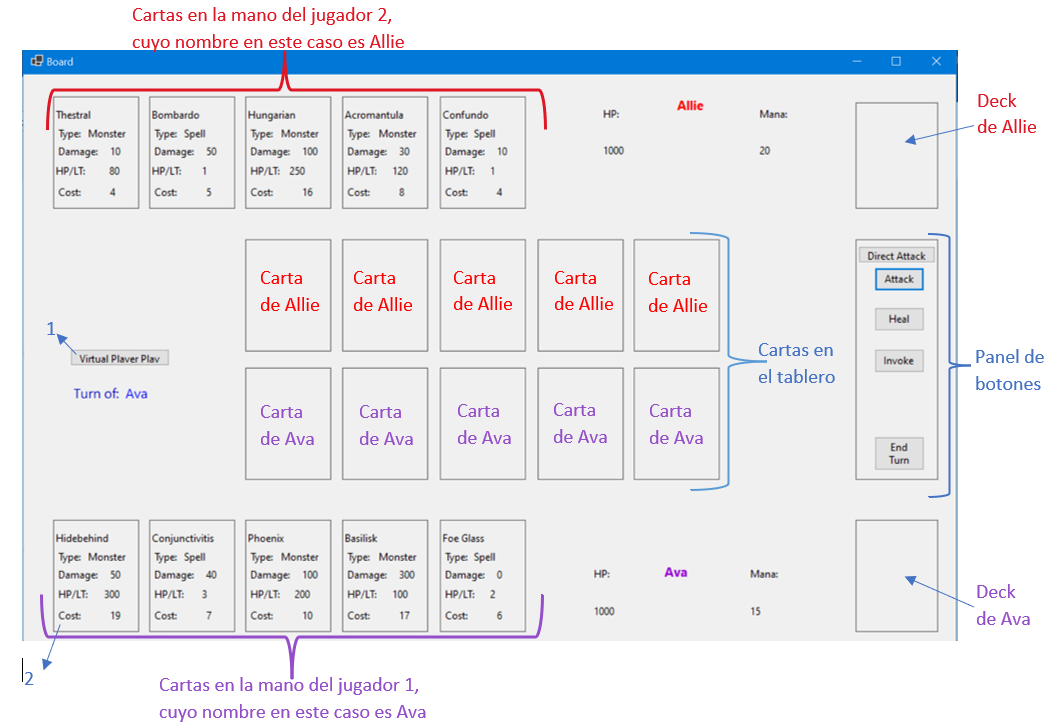 Cartas en la mano del jugador 2,
cuyo nombre en este caso es Allie
Board
Thestral
Type: Monster
Damage: 10
HP/LT: 80
Cost: 4
Bombardo
Type: Spell
Damage: 50
HP/LT: 1
Cost: 5
Hungarian
Type: Monster
Damage: 100
HP/LT: 250
Cost: 16
Acromantula
Type: Monster
Damage: 30
HP/LT: 120
Cost: 8
Confundo
Type: Spell
Damage: 10
HP/LT: 1
Cost: 4
HP:
1000
Allie
Mana:
20
Deck
de Allie
Carta
de Allie
Carta
de Allie
Carta
de Allie
Carta
de Allie
Carta
de Allie
Direct Attack
Attack
Heal
Invoke
End
Turn
Panel de
botones
1
Virtual Player Play
Turn of: Ava
Cartas en
el tablero
Carta
de Ava
Carta
de Ava
Carta
de Ava
Carta
de Ava
Carta
de Ava
Hidebehind
Type: Monster
Damage: 50
HP/LT: 300
Cost: 19
Conjunctivitis
Type: Spell
Damage: 40
HP/LT: 3
Cost: 7
Phoenix
Type: Monster
Damage: 100
HP/LT: 200
Cost: 10
Basilisk
Type: Monster
Damage: 300
HP/LT: 100
Cost: 17
Foe Glass
Type: Spell
Damage: 0
HP/LT: 2
Cost: 6
HP:
1000
Ava
Mana:
15
Deck
de Ava
2
Cartas en la mano del jugador 1,
cuyo nombre en este caso es Ava